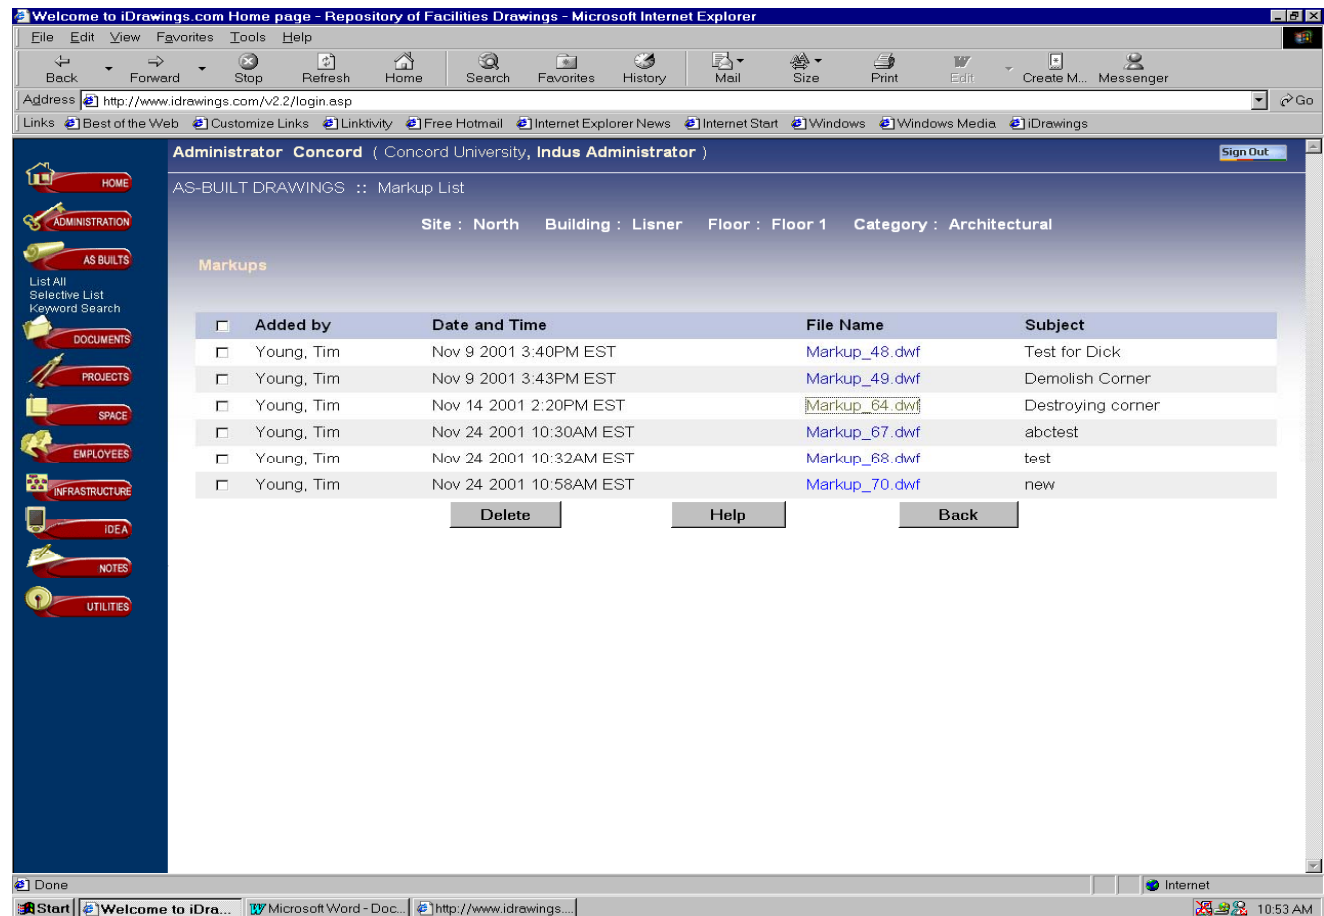 Welcome to iDrawings.com Home page - Repository of Facilities Drawings - Microsoft Internet Explorer
File Edit View Favorites Tools Help
Back Forward Stop Refresh Home Search Favorites History Mail Size Print Edit Create M... Messenger
Address http://www.idrawings.com/v2.2/login.asp Go
Links Best of the Web Customize Links Linktivity Free Hotmail Internet Explorer News Internet Start Windows Windows Media iDrawings
Administrator Concord ( Concord University, Indus Administrator ) Sign Out
HOME
AS-BUILT DRAWINGS :: Markup List
ADMINISTRATION
Site : North Building : Lisner Floor : Floor 1 Category : Architectural
AS BUILTS
Markups
List All
Selective List
Keyword Search
Added by Date and Time File Name Subject
DOCUMENTS
Young, Tim Nov 9 2001 3:40PM EST Markup_48.dwf Test for Dick
PROJECTS
Young, Tim Nov 9 2001 3:43PM EST Markup_49.dwf Demolish Corner
Young, Tim Nov 14 2001 2:20PM EST Markup_64.dwf Destroying corner
SPACE
Young, Tim Nov 24 2001 10:30AM EST Markup_67.dwf abctest
EMPLOYEES
Young, Tim Nov 24 2001 10:32AM EST Markup_68.dwf test
Young, Tim Nov 24 2001 10:58AM EST Markup_70.dwf new
INFRASTRUCTURE
Delete Help Back
IDEA
NOTES
UTILITIES
Done Internet
Start Welcome to iDra... Microsoft Word - Doc... http://www.idrawings.... 10:53 AM